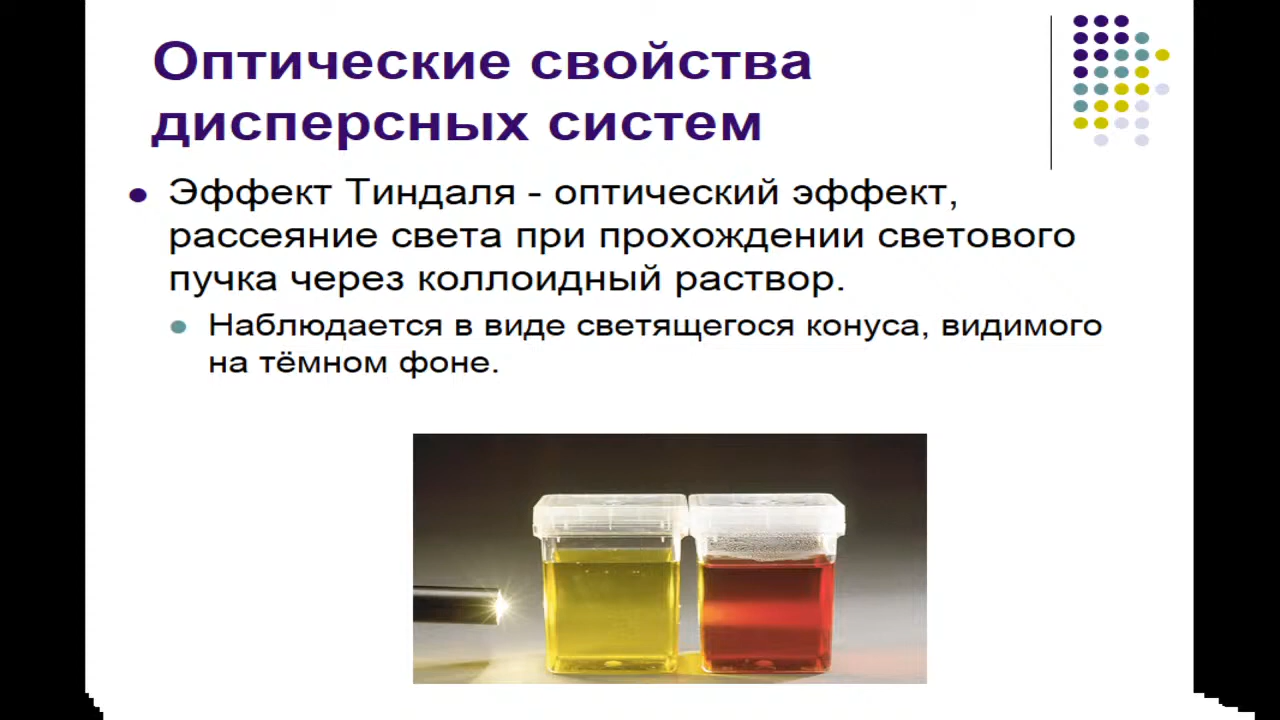 Оптические свойства
дисперсных систем
Эффект Тиндаля - оптический эффект,
рассеяние света при прохождении светового
пучка через коллоидный раствор.
Наблюдается в виде светящегося конуса, видимого
на тёмном фоне.